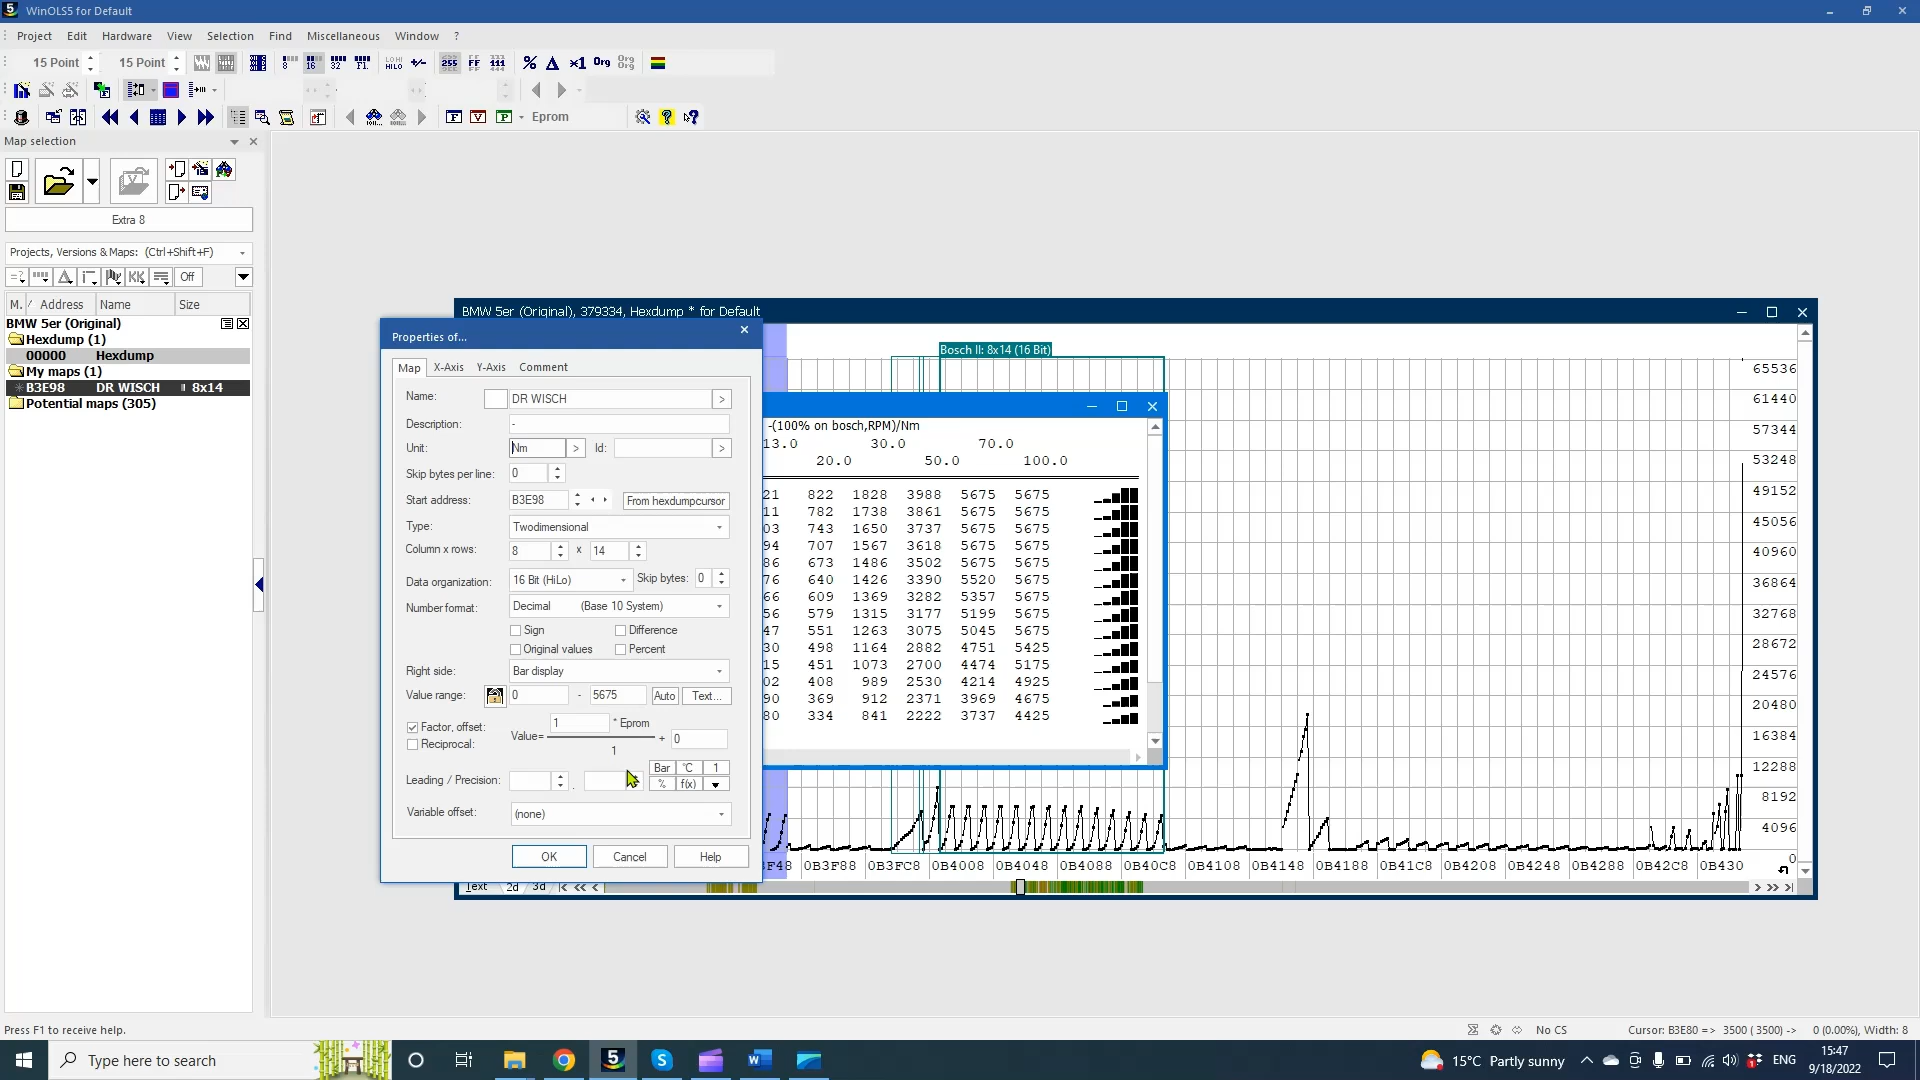 WinOLS5 for Default
Project Edit Hardware View Selection Find Miscellaneous Window ?
15 Point 15 Point
Eprom
Map selection
Extra 8
Projects, Versions & Maps: (Ctrl+Shift+F)
Off
M. / Address Name Size
BMW 5er (Original)
Hexdump (1)
00000 Hexdump
My maps (1)
B3E98 DR WISCH 8x14
Potential maps (305)
BMW 5er (Original), 379334, Hexdump * for Default
Properties of...
Map X-Axis Y-Axis Comment
Name: DR WISCH >
Description: -
Unit: Nm > Id: >
Skip bytes per line: 0
Start address: B3E98 From hexdumpcursor
Type: Twodimensional
Column x rows: 8 x 14
Data organization: 16 Bit (HiLo) Skip bytes: 0
Number format: Decimal (Base 10 System)
Sign Difference
Original values Percent
Right side: Bar display
Value range: 0 - 5675 Auto Text...
Factor, offset: 1 * Eprom
Reciprocal: Value= + 0
1
Leading / Precision: . Bar °C 1
% f(x)
Variable offset: (none)
OK Cancel Help
Bosch II: 8x14 (16 Bit)
-(100% on bosch,RPM)/Nm
13.0 30.0 70.0
20.0 50.0 100.0
21 822 1828 3988 5675 5675
11 782 1738 3861 5675 5675
03 743 1650 3737 5675 5675
94 707 1567 3618 5675 5675
86 673 1486 3502 5675 5675
76 640 1426 3390 5520 5675
66 609 1369 3282 5357 5675
56 579 1315 3177 5199 5675
47 551 1263 3075 5045 5675
30 498 1164 2882 4751 5425
15 451 1073 2700 4474 5175
02 408 989 2530 4214 4925
90 369 912 2371 3969 4675
80 334 841 2222 3737 4425
65536
61440
57344
53248
49152
45056
40960
36864
32768
28672
24576
20480
16384
12288
8192
4096
0
3F48 0B3F88 0B3FC8 0B4008 0B4048 0B4088 0B40C8 0B4108 0B4148 0B4188 0B41C8 0B4208 0B4248 0B4288 0B42C8 0B430
Text 2d 3d
Press F1 to receive help.
No CS Cursor: B3E80 => 3500 ( 3500) -> 0 (0.00%), Width: 8
Type here to search
15°C Partly sunny ENG 15:47
9/18/2022